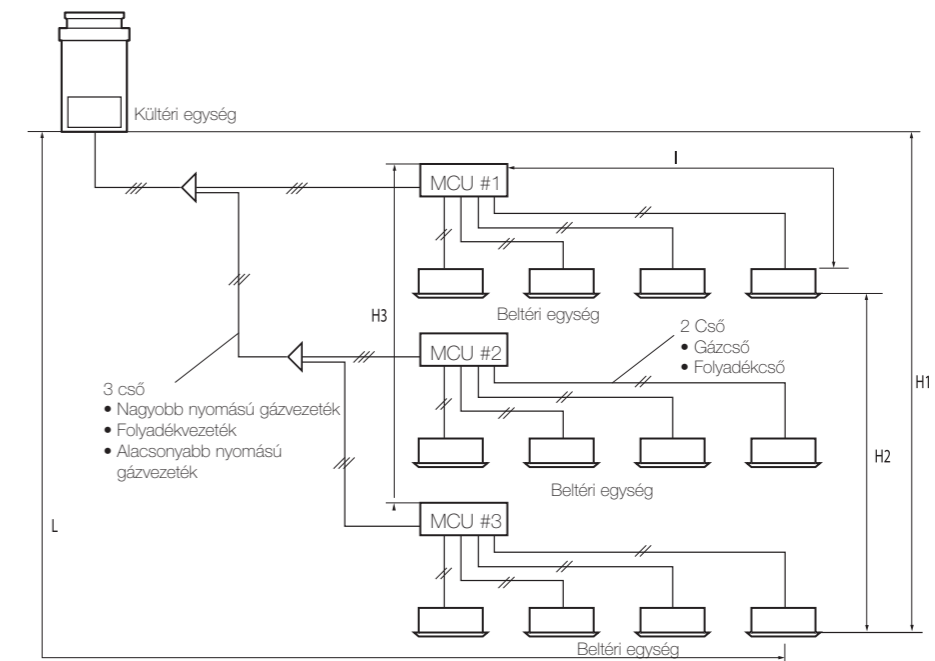 Kültéri egység
I
MCU #1
H3
Beltéri egység
MCU #2
2 Cső
• Gázcső
• Folyadékcső
H1
3 cső
• Nagyobb nyomású gázvezeték
• Folyadékvezeték
• Alacsonyabb nyomású
gázvezeték
H2
Beltéri egység
L
MCU #3
Beltéri egység